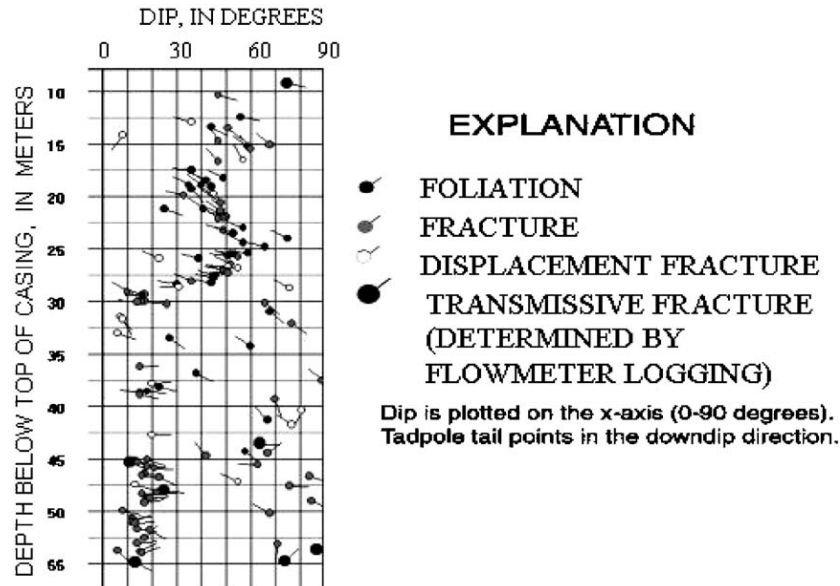 DIP, IN DEGREES
0 30 60 90
DEPTH BELOW TOP OF CASING, IN METERS
10
15
20
25
30
35
40
45
50
55
EXPLANATION
FOLIATION
FRACTURE
DISPLACEMENT FRACTURE
TRANSMISSIVE FRACTURE
(DETERMINED BY
FLOWMETER LOGGING)
Dip is plotted on the x-axis (0-90 degrees).
Tadpole tail points in the downdip direction.